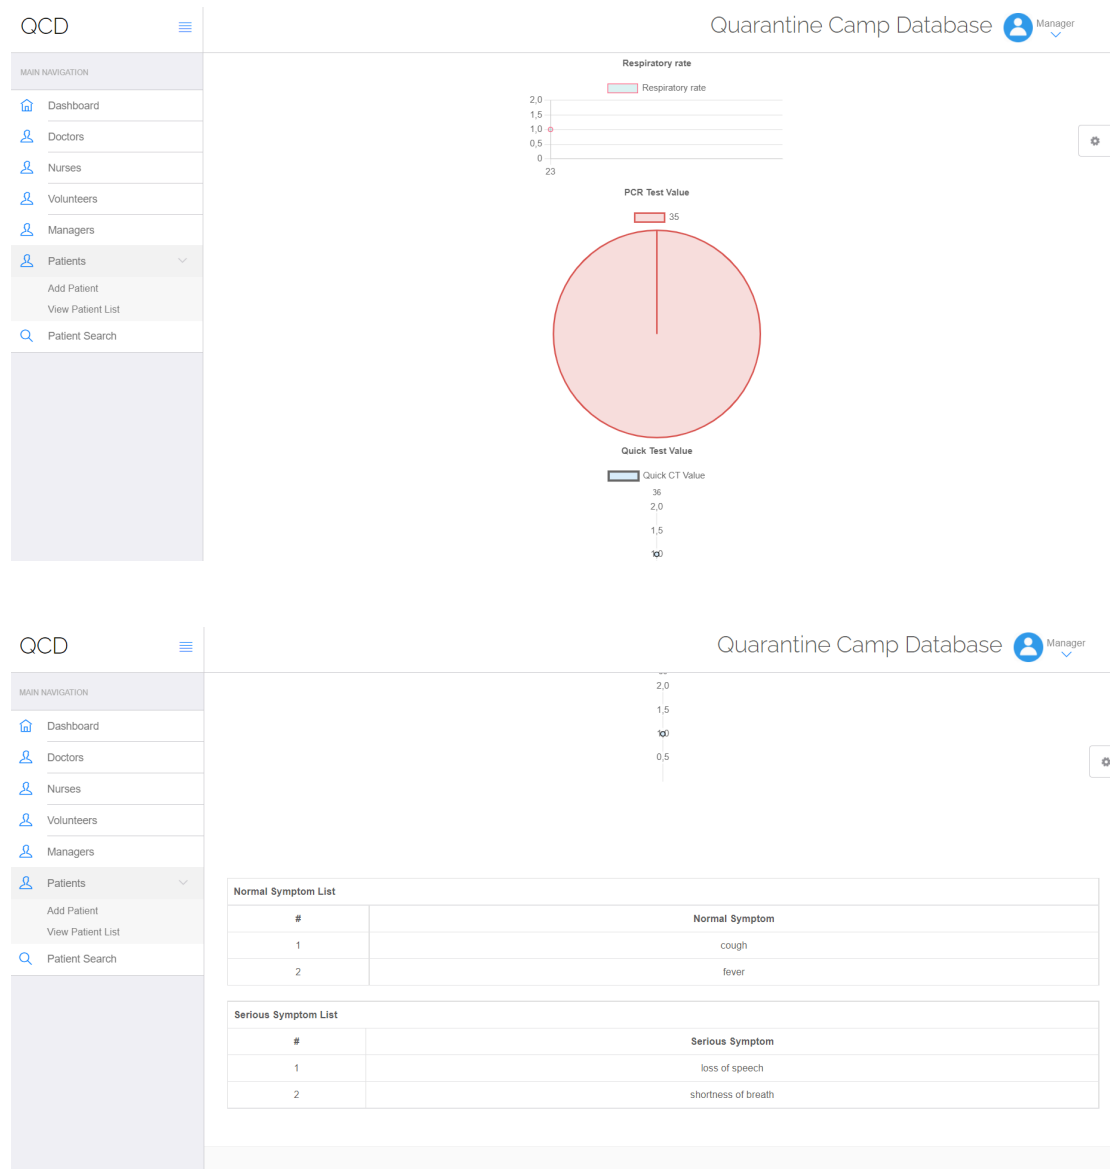 QCD
Quarantine Camp Database
Manager
MAIN NAVIGATION
Dashboard
Doctors
Nurses
Volunteers
Managers
Patients
Add Patient
View Patient List
Patient Search
Respiratory rate
Respiratory rate
2,0
1,5
1,0
0,5
0
23
PCR Test Value
35
Quick Test Value
Quick CT Value
36
2,0
1,5
1,0
QCD
Quarantine Camp Database
Manager
MAIN NAVIGATION
Dashboard
Doctors
Nurses
Volunteers
Managers
Patients
Add Patient
View Patient List
Patient Search
2,0
1,5
1,0
0,5
Normal Symptom List
# Normal Symptom
1 cough
2 fever
Serious Symptom List
# Serious Symptom
1 loss of speech
2 shortness of breath